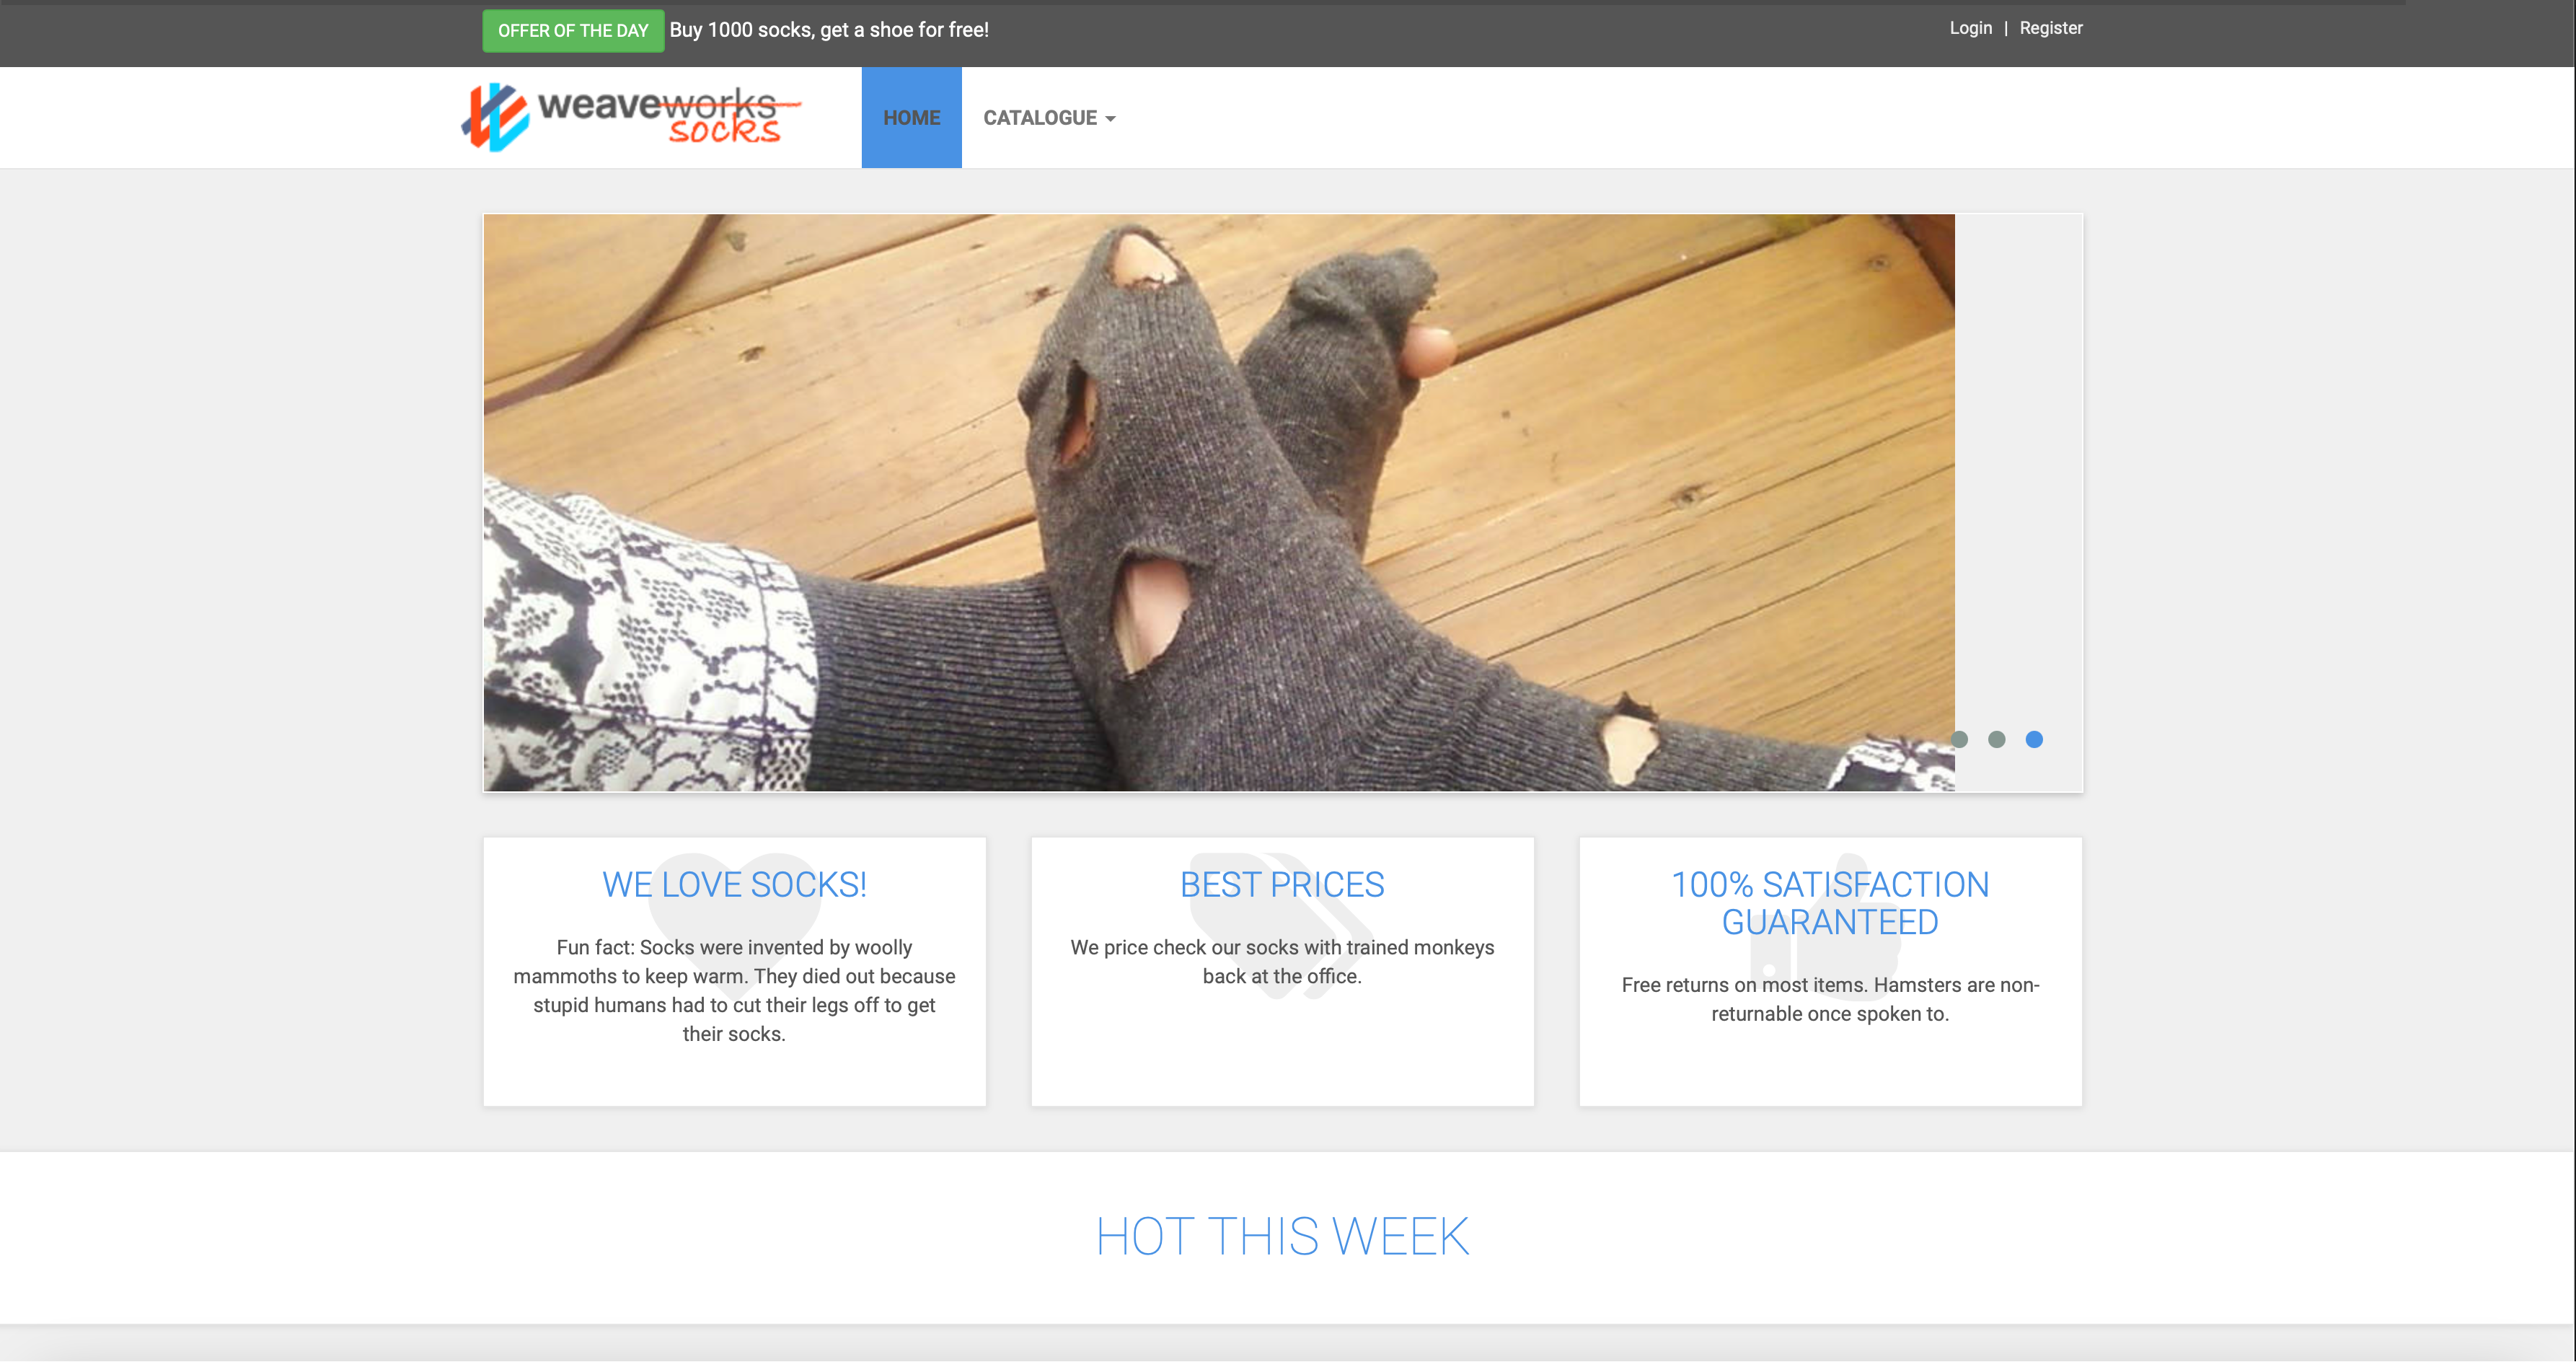 OFFER OF THE DAY Buy 1000 socks, get a shoe for free!
Login | Register
weaveworks
socks
HOME
CATALOGUE
WE LOVE SOCKS!
Fun fact: Socks were invented by woolly
mammoths to keep warm. They died out because
stupid humans had to cut their legs off to get
their socks.
BEST PRICES
We price check our socks with trained monkeys
back at the office.
100% SATISFACTION
GUARANTEED
Free returns on most items. Hamsters are non-
returnable once spoken to.
HOT THIS WEEK